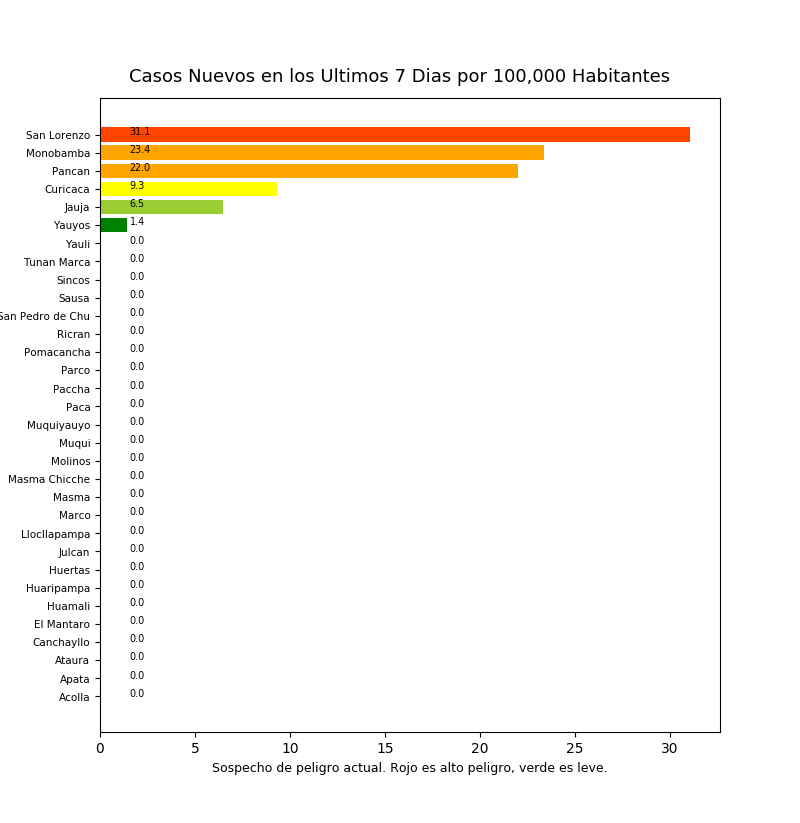 Casos Nuevos en los Ultimos 7 Dias por 100,000 Habitantes
San Lorenzo 31.1
Monobamba 23.4
Pancan 22.0
Curicaca 9.3
Jauja 6.5
Yauyos 1.4
Yauli 0.0
Tunan Marca 0.0
Sincos 0.0
Sausa 0.0
San Pedro de Chu 0.0
Ricran 0.0
Pomacancha 0.0
Parco 0.0
Paccha 0.0
Paca 0.0
Muquiyauyo 0.0
Muqui 0.0
Molinos 0.0
Masma Chicche 0.0
Masma 0.0
Marco 0.0
Llocllapampa 0.0
Julcan 0.0
Huertas 0.0
Huaripampa 0.0
Huamali 0.0
El Mantaro 0.0
Canchayllo 0.0
Ataura 0.0
Apata 0.0
Acolla 0.0
0 5 10 15 20 25 30
Sospecho de peligro actual. Rojo es alto peligro, verde es leve.